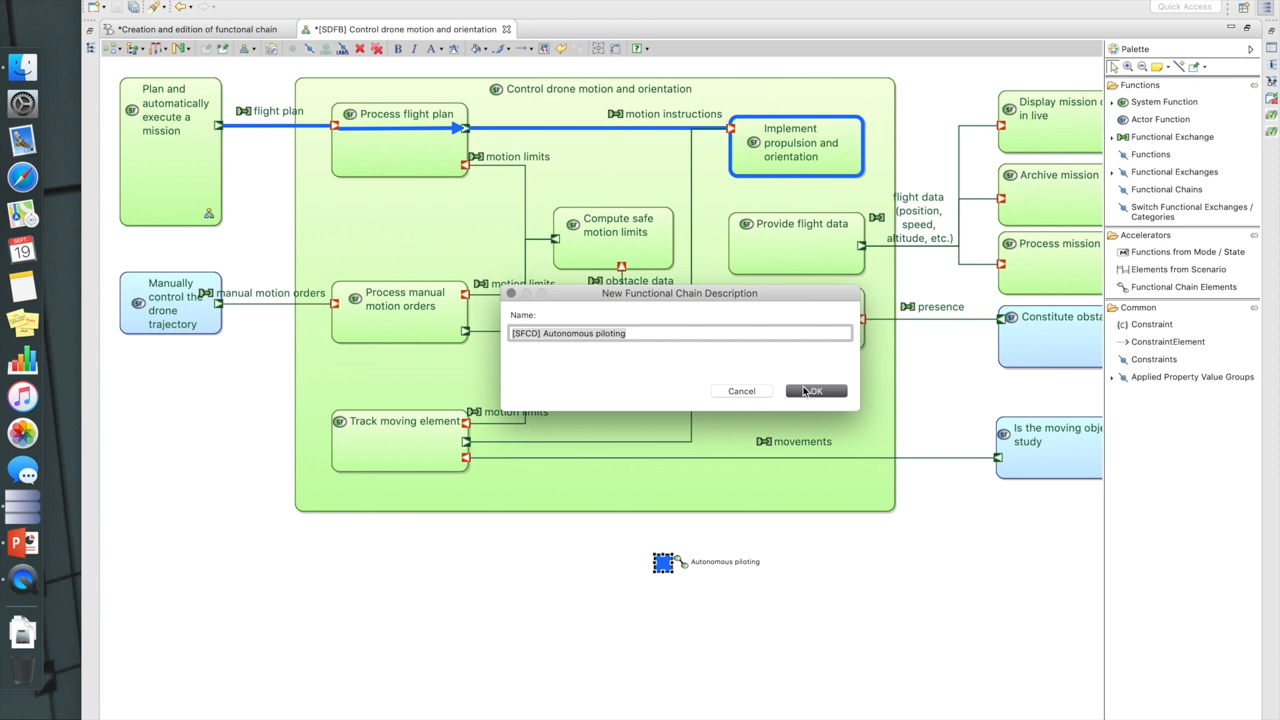 Quick Access
*Creation and edition of functonal chain
*[SDFB] Control drone motion and orientation
B I A
Palette
Functions
System Function
Actor Function
Functional Exchange
Functions
Functional Exchanges
Functional Chains
Switch Functional Exchanges /
Categories
Accelerators
Functions from Mode / State
Elements from Scenario
Functional Chain Elements
Common
{c} Constraint
ConstraintElement
Constraints
Applied Property Value Groups
SEPT.
19
Plan and
automatically
execute a
mission
flight plan
Control drone motion and orientation
Process flight plan
motion instructions
Implement
propulsion and
orientation
motion limits
Compute safe
motion limits
Provide flight data
flight data
(position,
speed,
altitude, etc.)
Display mission
in live
Archive mission
Process mission
Manually
control the
drone
trajectory
manual motion orders
Process manual
motion orders
motion limits
obstacle data
presence
Constitute obsta
New Functional Chain Description
Name:
[SFCD] Autonomous piloting
Cancel
OK
Track moving element
motion limits
movements
Is the moving obj
study
Autonomous piloting